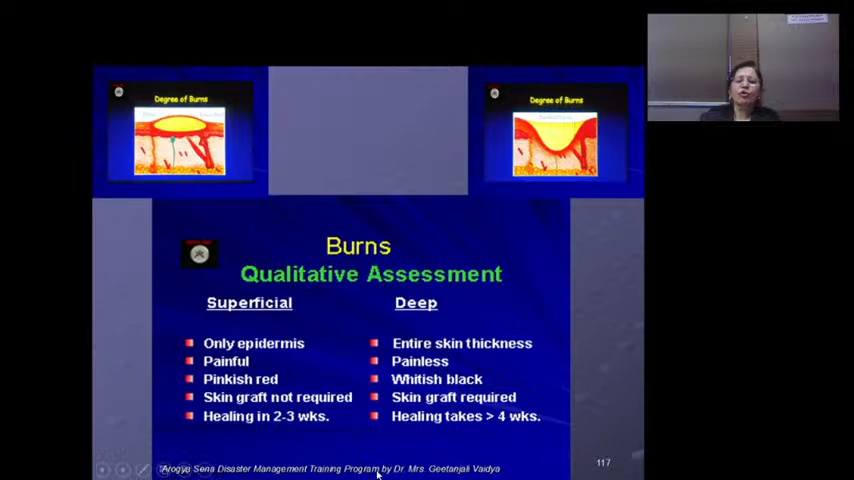 Degree of Burns
Degree of Burns
Burns
Qualitative Assessment
Superficial
Deep
Only epidermis
Entire skin thickness
Painful
Painless
Pinkish red
Whitish black
Skin graft not required
Skin graft required
Healing in 2-3 wks.
Healing takes > 4 wks.
"Arogya Sena Disaster Management Training Program by Dr. Mrs. Geetanjali Vaidya
117